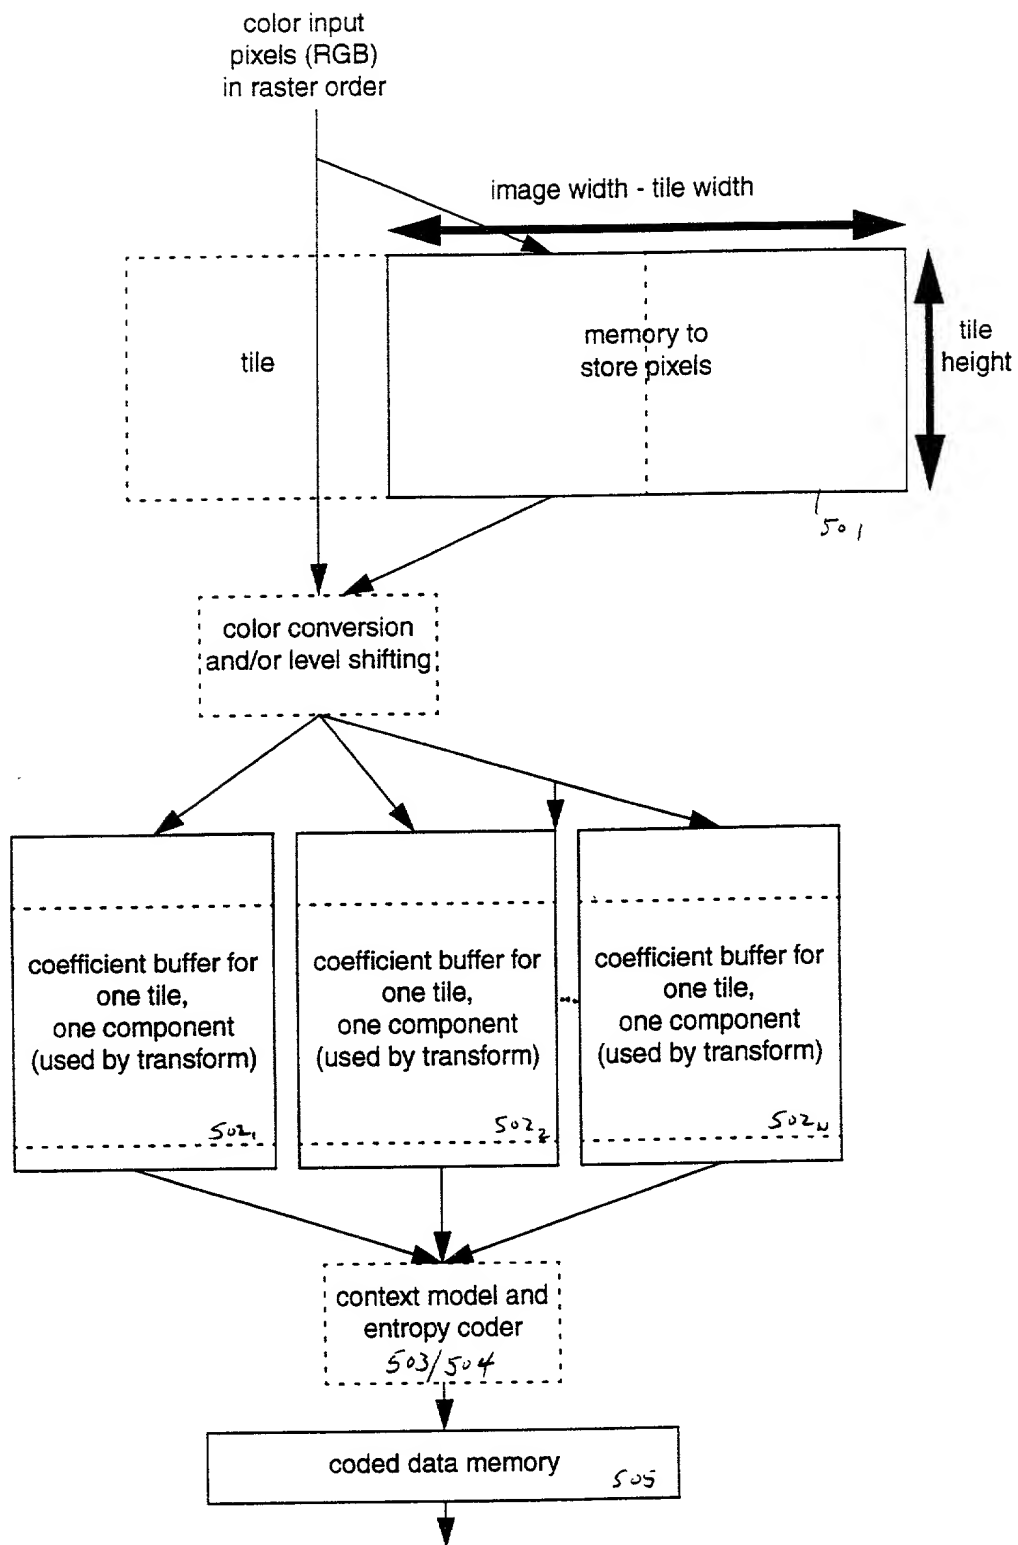 color input
pixels (RGB)
in raster order
image width - tile width
tile
memory to
store pixels
tile
height
501
color conversion
and/or level shifting
coefficient buffer for
one tile,
one component
(used by transform)
502₁
coefficient buffer for
one tile,
one component
(used by transform)
502₂
coefficient buffer for
one tile,
one component
(used by transform)
502N
context model and
entropy coder
503/504
coded data memory
505